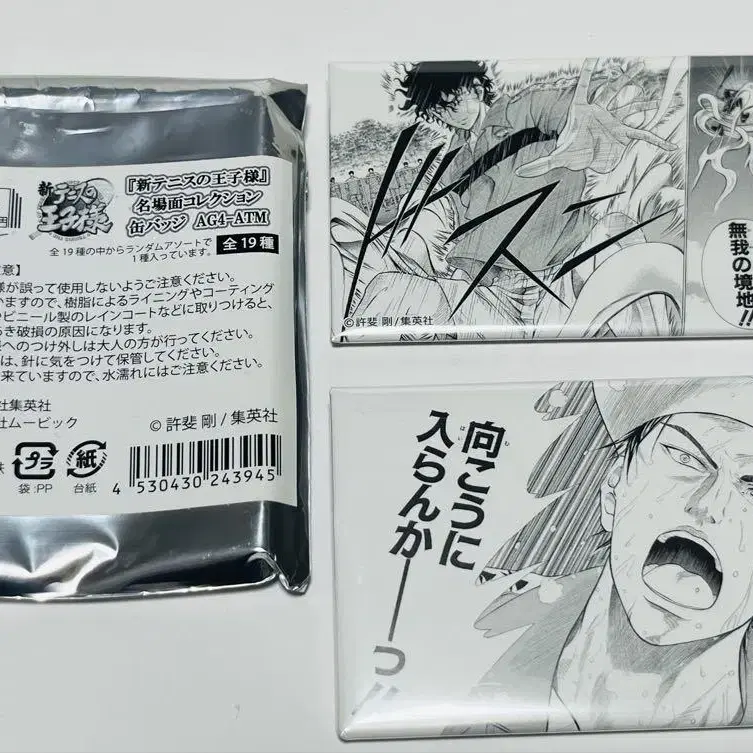 新テニスの
王子様
『新テニスの王子様』
名場面コレクション
缶バッジ AG4-ATM
全19種の中からランダムアソートで
1種入っています。
全19種
意】
様が誤って使用しないようご注意ください。
いますので、樹脂によるライニングやコーティング
やビニール製のレインコートなどに取りつけると、
き破損の原因になります。
へのつけ外しは大人の方が行ってください。
は、針に気をつけて保管してください。
来ていますので、水濡れにはご注意ください。
社集英社
社ムービック
© 許斐 剛 / 集英社
プラ
紙
袋:PP
台紙
4 530430 243945
ドズン
©許斐 剛/集英社
無我の境地!!
向こうに
入らんかーーっ!!